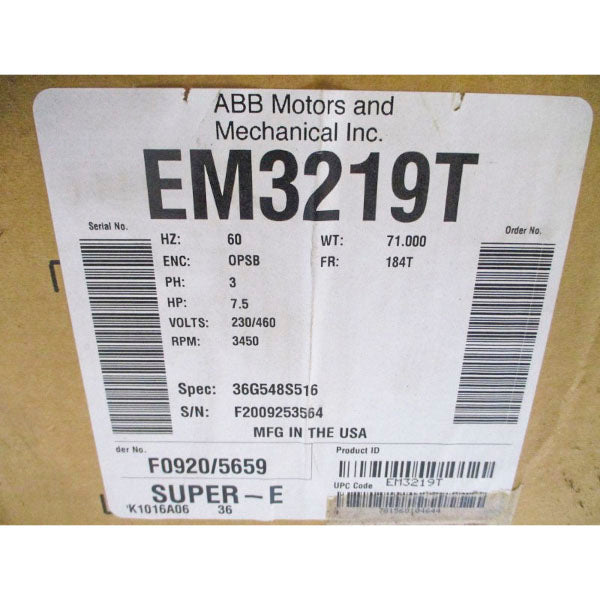 ABB Motors and
Mechanical Inc.
EM3219T
Serial No.
Order No.
HZ: 60 WT: 71.000
ENC: OPSB FR: 184T
PH: 3
HP: 7.5
VOLTS: 230/460
RPM: 3450
Spec: 36G548S516
S/N: F2009253564
MFG IN THE USA
der No.
F0920/5659
Product ID
UPC Code EM3219T
SUPER-E
K1016A06 36
781568104644